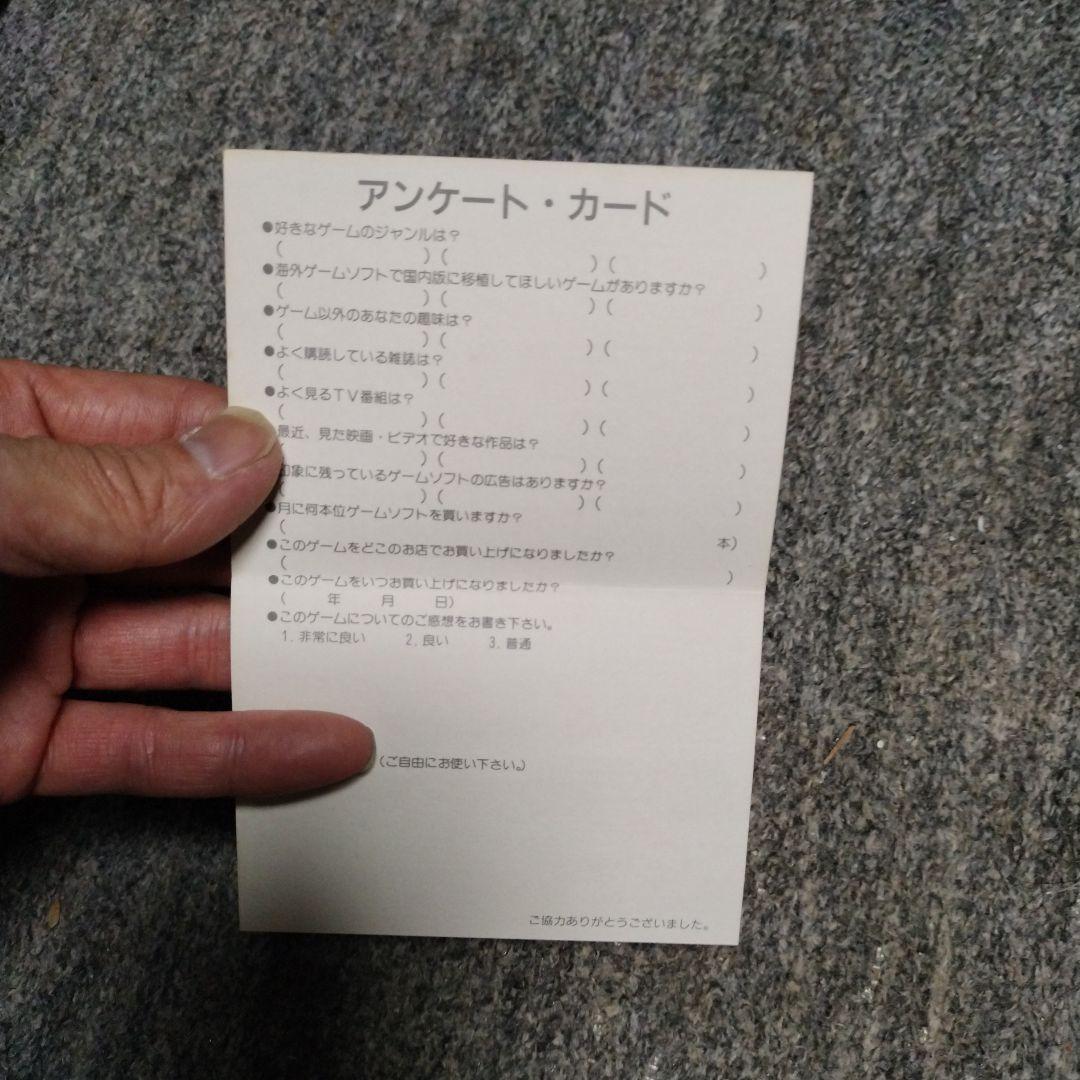 アンケート・カード
●好きなゲームのジャンルは？
( ) ( ) ( )
●海外ゲームソフトで国内版に移植してほしいゲームがありますか？
( ) ( ) ( )
●ゲーム以外のあなたの趣味は？
( ) ( ) ( )
●よく購読している雑誌は？
( ) ( ) ( )
●よく見るＴＶ番組は？
( ) ( ) ( )
最近、見た映画・ビデオで好きな作品は？
( ) ( ) ( )
印象に残っているゲームソフトの広告はありますか？
( ) ( ) ( )
●月に何本位ゲームソフトを買いますか？
( 本)
●このゲームをどこのお店でお買い上げになりましたか？
( )
●このゲームをいつお買い上げになりましたか？
( 年 月 日)
●このゲームについてのご感想をお書き下さい。
1.非常に良い 2.良い 3.普通
(ご自由にお使い下さい。)
ご協力ありがとうございました。